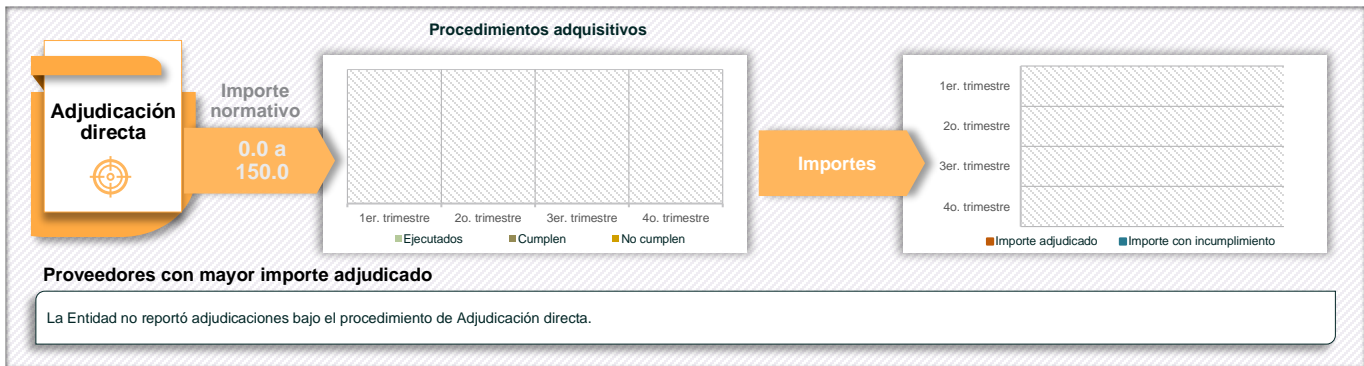 Procedimientos adquisitivos
Adjudicación
directa
Importe
normativo
0.0 a
150.0
1er. trimestre
2o. trimestre
3er. trimestre
4o. trimestre
Ejecutados
Cumplen
No cumplen
Importes
1er. trimestre
2o. trimestre
3er. trimestre
4o. trimestre
Importe adjudicado
Importe con incumplimiento
Proveedores con mayor importe adjudicado
La Entidad no reportó adjudicaciones bajo el procedimiento de Adjudicación directa.